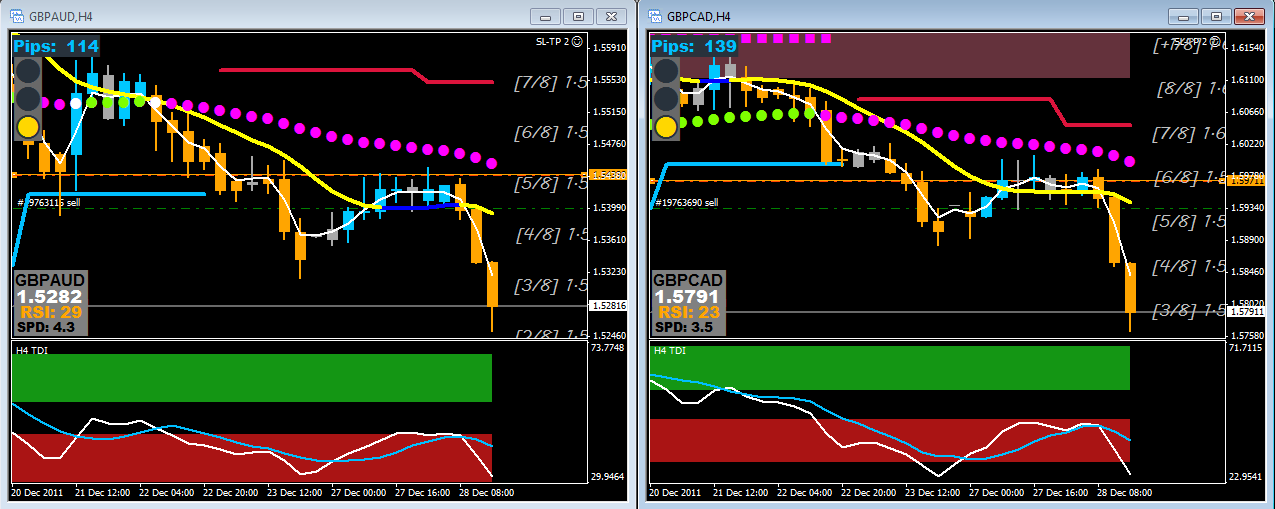 GBPAUD,H4
Pips: 114
SL-TP 2☺
1.55910
1.55530
[7/8] 1·5
1.55150
[6/8] 1·5
1.54760
[5/8] 1·5
#19763115 sell
1.53990
[4/8] 1·5
1.53610
1.53230
GBPAUD
[3/8] 1·5
1.5282
RSI: 29
1.52816
SPD: 4.3
[2/8] 1·5
1.52460
H4 TDI
73.7748
29.9464
20 Dec 2011
21 Dec 12:00
22 Dec 04:00
22 Dec 20:00
23 Dec 12:00
27 Dec 00:00
27 Dec 16:00
28 Dec 08:00
GBPCAD,H4
Pips: 139
SL-TP 2☺
[+1/8] 1·6
1.61540
1.61100
[8/8] 1·6
1.60660
[7/8] 1·6
1.60220
[6/8] 1·5
1.59780
1.59711
#19763690 sell
1.59340
[5/8] 1·5
1.58900
[4/8] 1·5
1.58460
GBPCAD
1.5791
1.58020
[3/8] 1·5
1.57911
RSI: 23
SPD: 3.5
1.57580
H4 TDI
71.7115
22.9541
20 Dec 2011
21 Dec 12:00
22 Dec 04:00
22 Dec 20:00
23 Dec 12:00
27 Dec 00:00
27 Dec 16:00
28 Dec 08:00